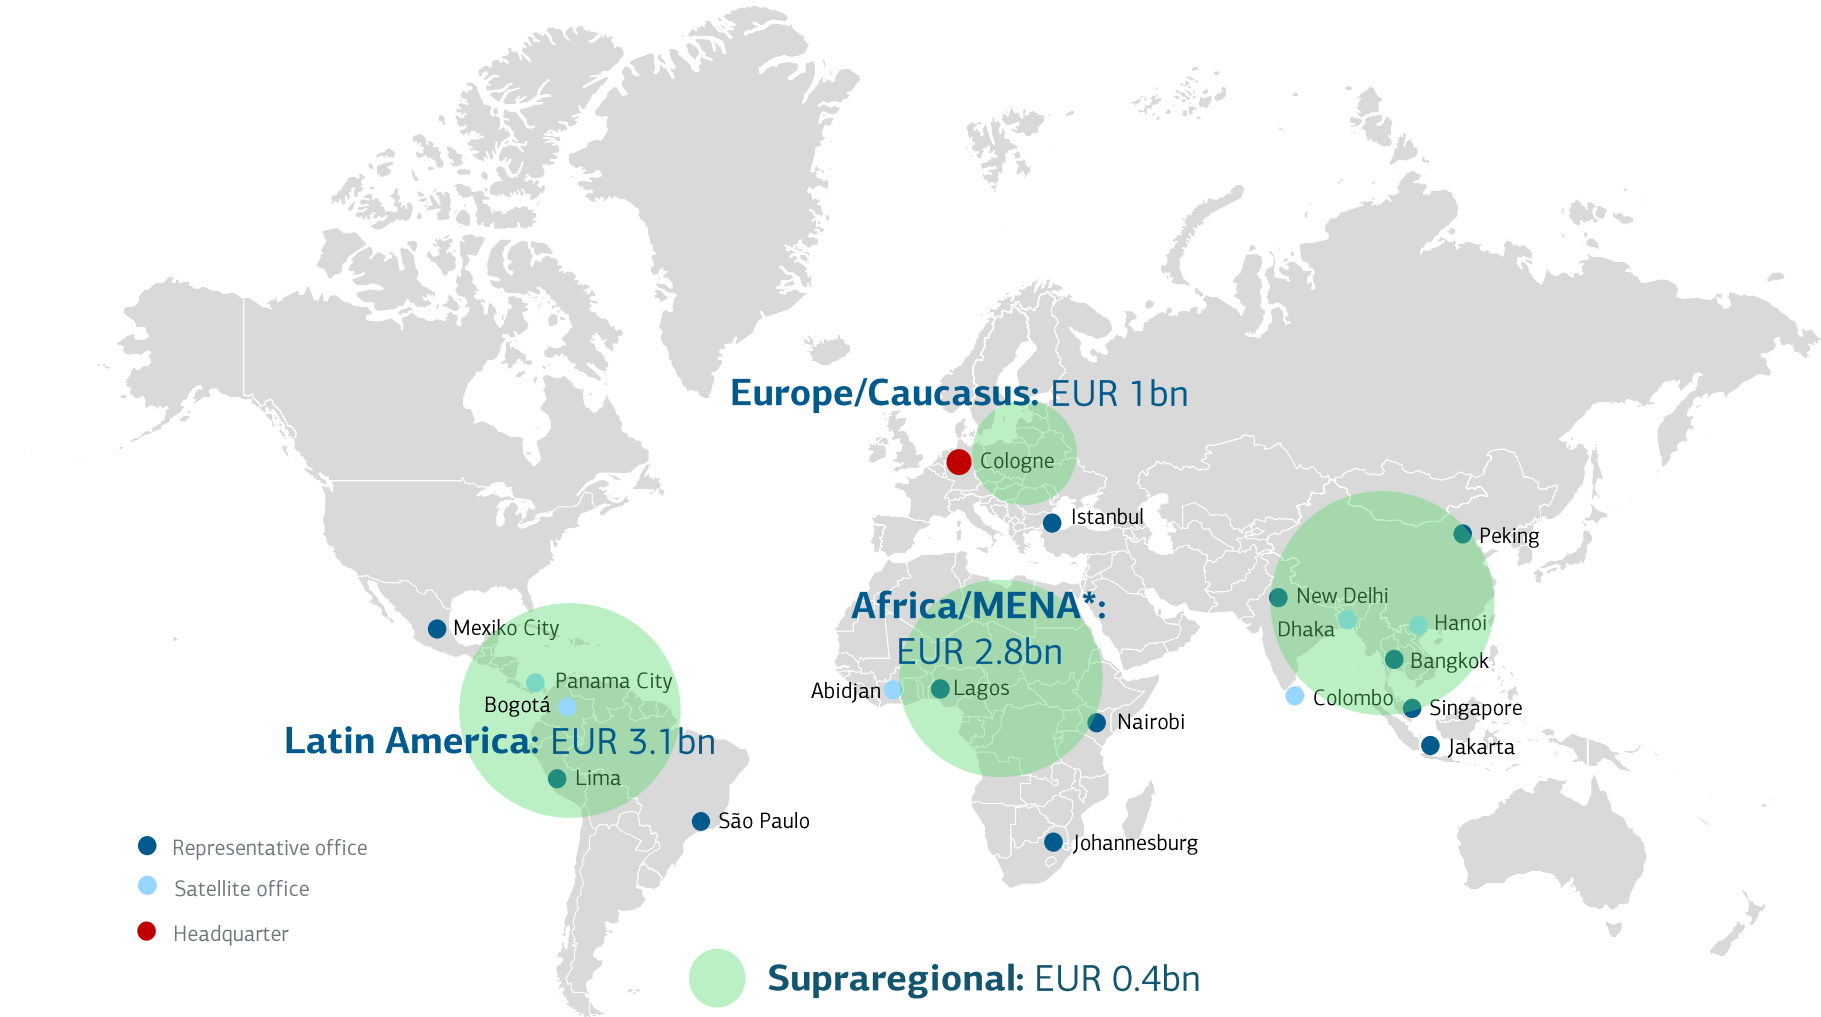 Europe/Caucasus: EUR 1bn
Cologne
Istanbul
Peking
Africa/MENA*:
EUR 2.8bn
New Delhi
Dhaka
Hanoi
Mexiko City
Bangkok
Panama City
Abidjan
Lagos
Colombo
Bogotá
Singapore
Nairobi
Latin America: EUR 3.1bn
Jakarta
Lima
São Paulo
Johannesburg
Representative office
Satellite office
Headquarter
Supraregional: EUR 0.4bn